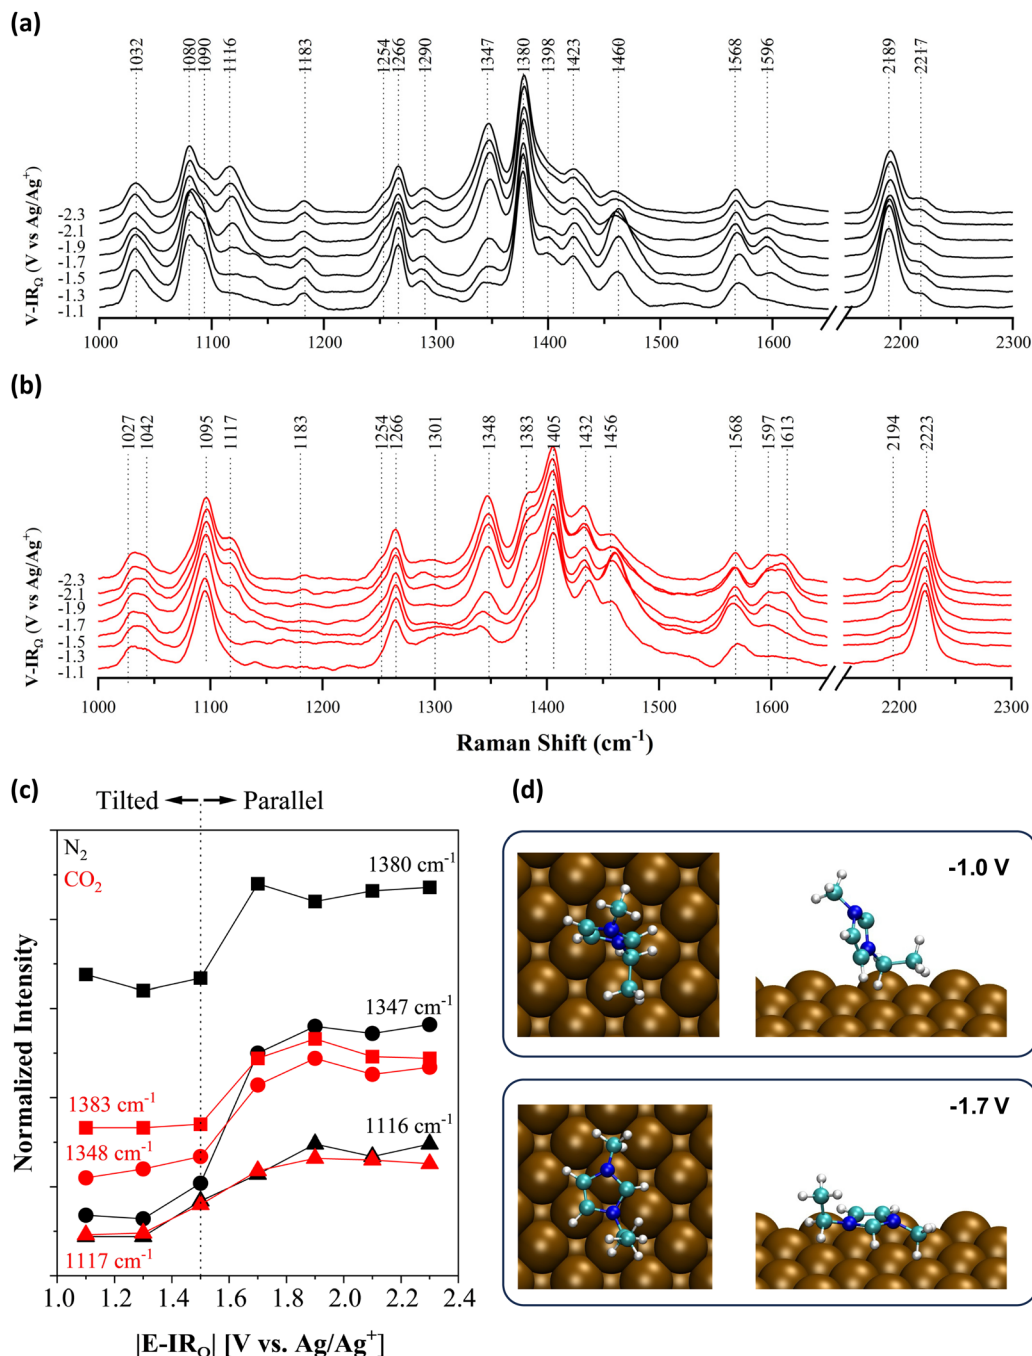 (a)
1032 1080 1090 1116 1183 1254 1266 1290 1347 1380 1398 1423 1460 1568 1596 2189 2217
V-IR_Ω (V vs Ag/Ag⁺)
-2.3
-2.1
-1.9
-1.7
-1.5
-1.3
-1.1
1000 1100 1200 1300 1400 1500 1600 2200 2300
(b)
1027 1042 1095 1117 1183 1254 1266 1301 1348 1383 1405 1432 1456 1568 1597 1613 2194 2223
V-IR_Ω (V vs Ag/Ag⁺)
-2.3
-2.1
-1.9
-1.7
-1.5
-1.3
-1.1
1000 1100 1200 1300 1400 1500 1600 2200 2300
Raman Shift (cm⁻¹)
(c)
Tilted Parallel
N₂
CO₂
1380 cm⁻¹
1347 cm⁻¹
1383 cm⁻¹
1348 cm⁻¹
1116 cm⁻¹
1117 cm⁻¹
Normalized Intensity
1.0 1.2 1.4 1.6 1.8 2.0 2.2 2.4
|E-IR_Ω| [V vs. Ag/Ag⁺]
(d)
-1.0 V
-1.7 V